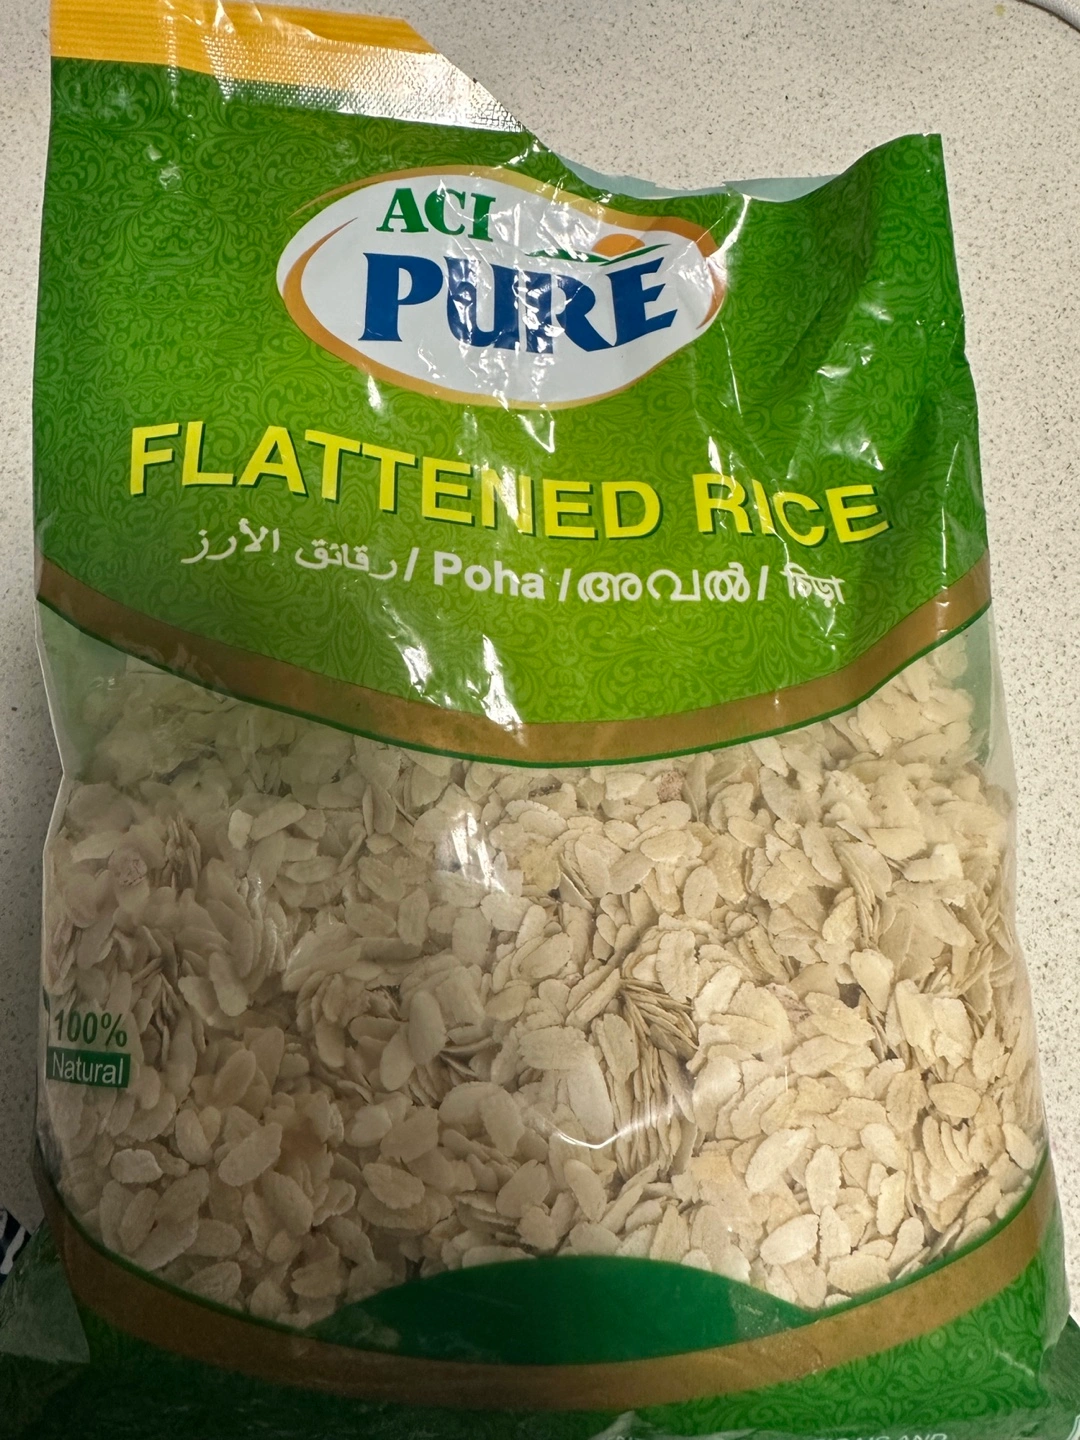 ACI
PURE
FLATTENED RICE
رقائق الأرز / Poha / അവൽ / চিড়া
100%
Natural